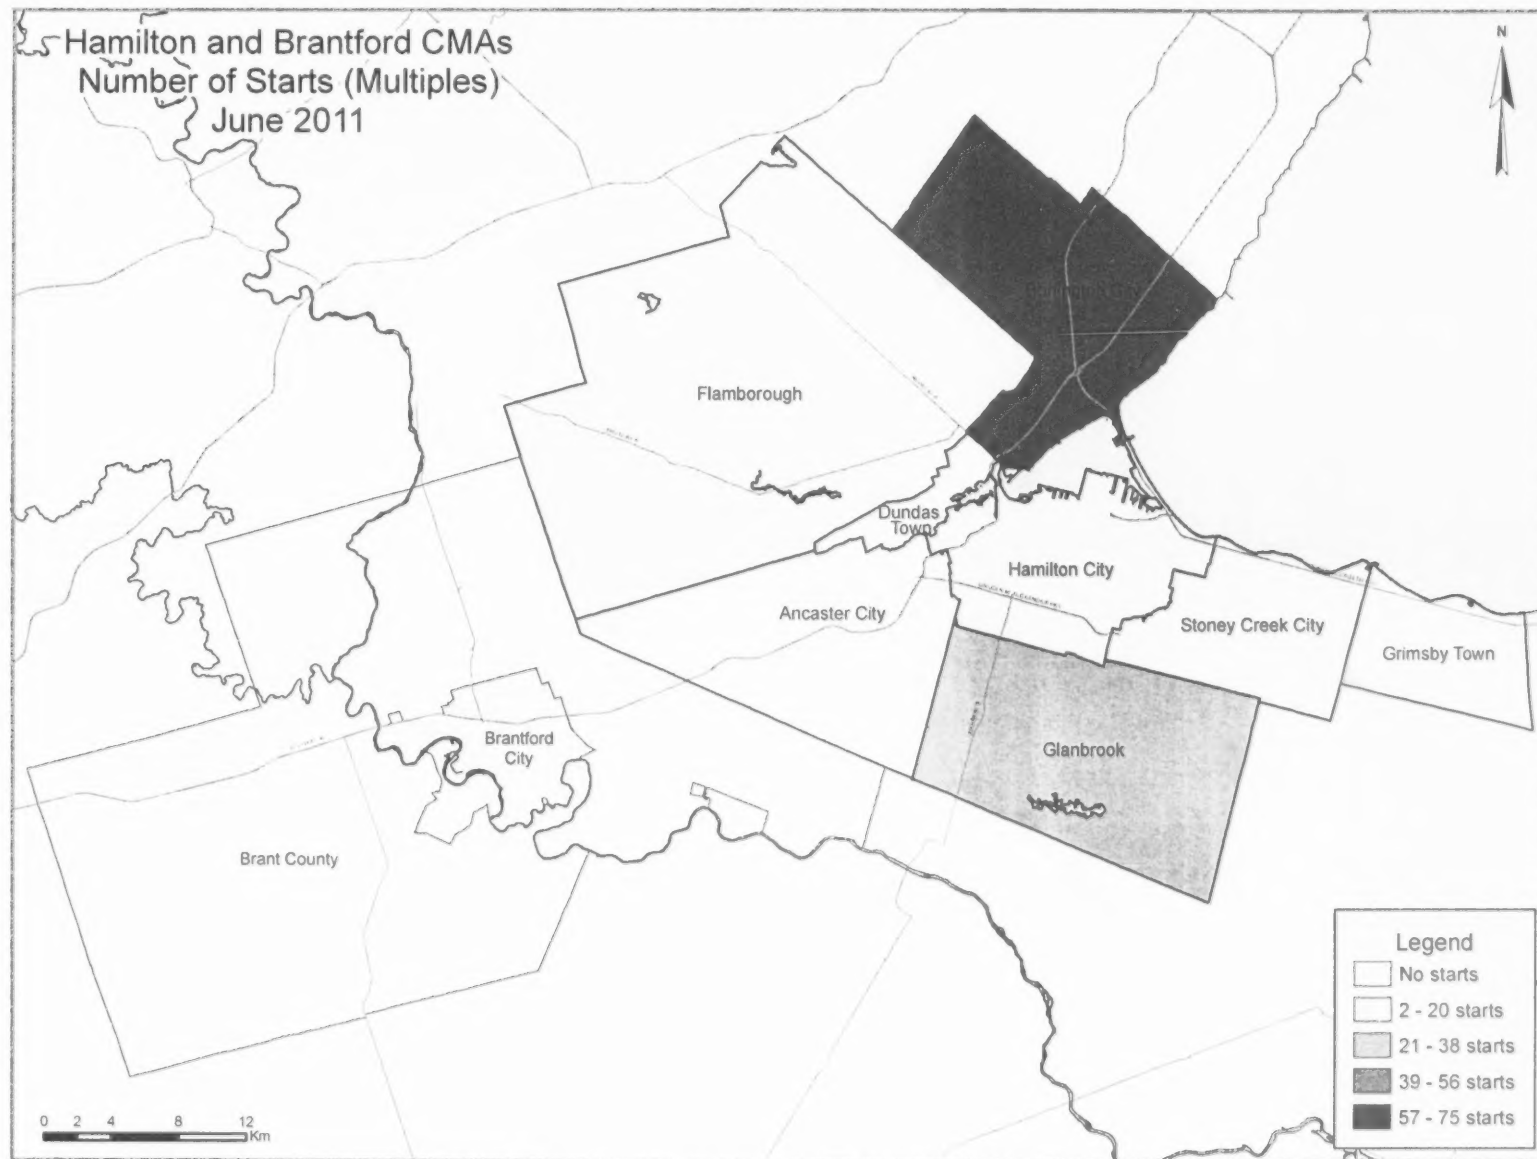 Hamilton and Brantford CMAs
Number of Starts (Multiples)
June 2011
N
Flamborough
Dundas
Town
Hamilton City
Ancaster City
Stoney Creek City
Grimsby Town
Glanbrook
Brantford
City
Brant County
Legend
No starts
2 - 20 starts
21 - 38 starts
39 - 56 starts
57 - 75 starts
0 2 4 8 12
Km